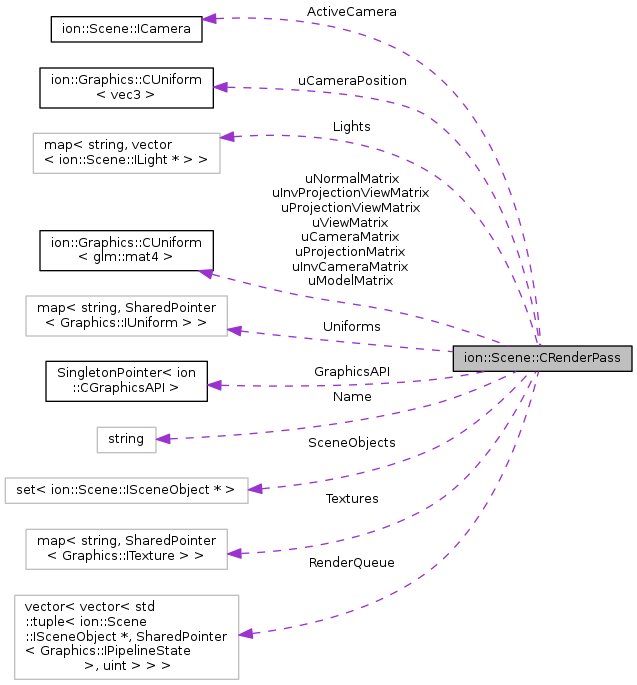 ActiveCamera
ion::Scene::ICamera
uCameraPosition
ion::Graphics::CUniform
< vec3 >
Lights
map< string, vector
< ion::Scene::ILight * > >
uNormalMatrix
uInvProjectionViewMatrix
uProjectionViewMatrix
uViewMatrix
uCameraMatrix
uProjectionMatrix
uInvCameraMatrix
uModelMatrix
ion::Graphics::CUniform
< glm::mat4 >
map< string, SharedPointer
< Graphics::IUniform > >
Uniforms
ion::Scene::CRenderPass
SingletonPointer< ion
::CGraphicsAPI >
GraphicsAPI
Name
string
SceneObjects
set< ion::Scene::ISceneObject * >
Textures
map< string, SharedPointer
< Graphics::ITexture > >
RenderQueue
vector< vector< std
::tuple< ion::Scene
::ISceneObject *, SharedPointer
< Graphics::IPipelineState
>, uint > > >